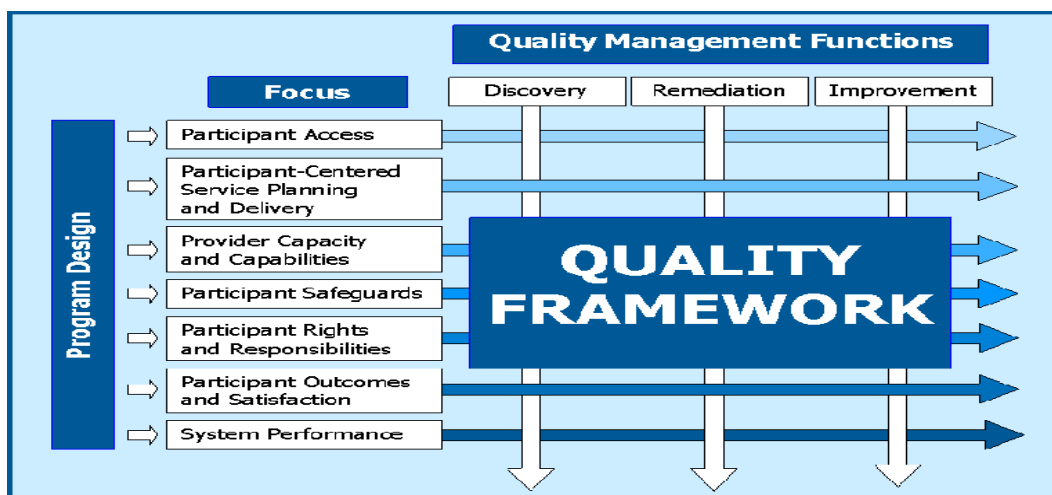 Quality Management Functions
Focus
Discovery
Remediation
Improvement
Program Design
Participant Access
Participant-Centered
Service Planning
and Delivery
Provider Capacity
and Capabilities
Participant Safeguards
Participant Rights
and Responsibilities
Participant Outcomes
and Satisfaction
System Performance
QUALITY
FRAMEWORK